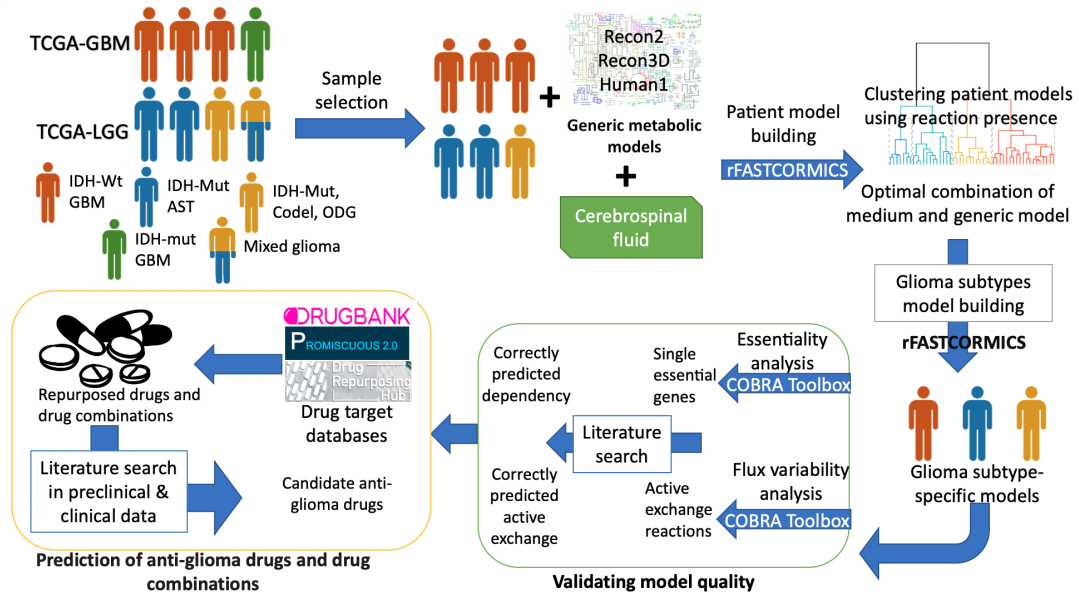 TCGA-GBM
TCGA-LGG
IDH-Wt
GBM
IDH-Mut
AST
IDH-Mut,
Codel, ODG
IDH-mut
GBM
Mixed glioma
Sample
selection
Recon2
Recon3D
Human1
Generic metabolic
models
Cerebrospinal
fluid
Patient model
building
rFASTCORMICS
Clustering patient models
using reaction presence
Optimal combination of
medium and generic model
Glioma subtypes
model building
rFASTCORMICS
Glioma subtype-
specific models
Essentiality
analysis
COBRA Toolbox
Single
essential
genes
Correctly
predicted
dependency
Literature
search
Flux variability
analysis
COBRA Toolbox
Active
exchange
reactions
Correctly
predicted
active
exchange
Validating model quality
DRUGBANK
PROMISCUOUS 2.0
Drug
Repurposing
Hub
Drug target
databases
Repurposed drugs and
drug combinations
Literature search
in preclinical &
clinical data
Candidate anti-
glioma drugs
Prediction of anti-glioma drugs and drug
combinations